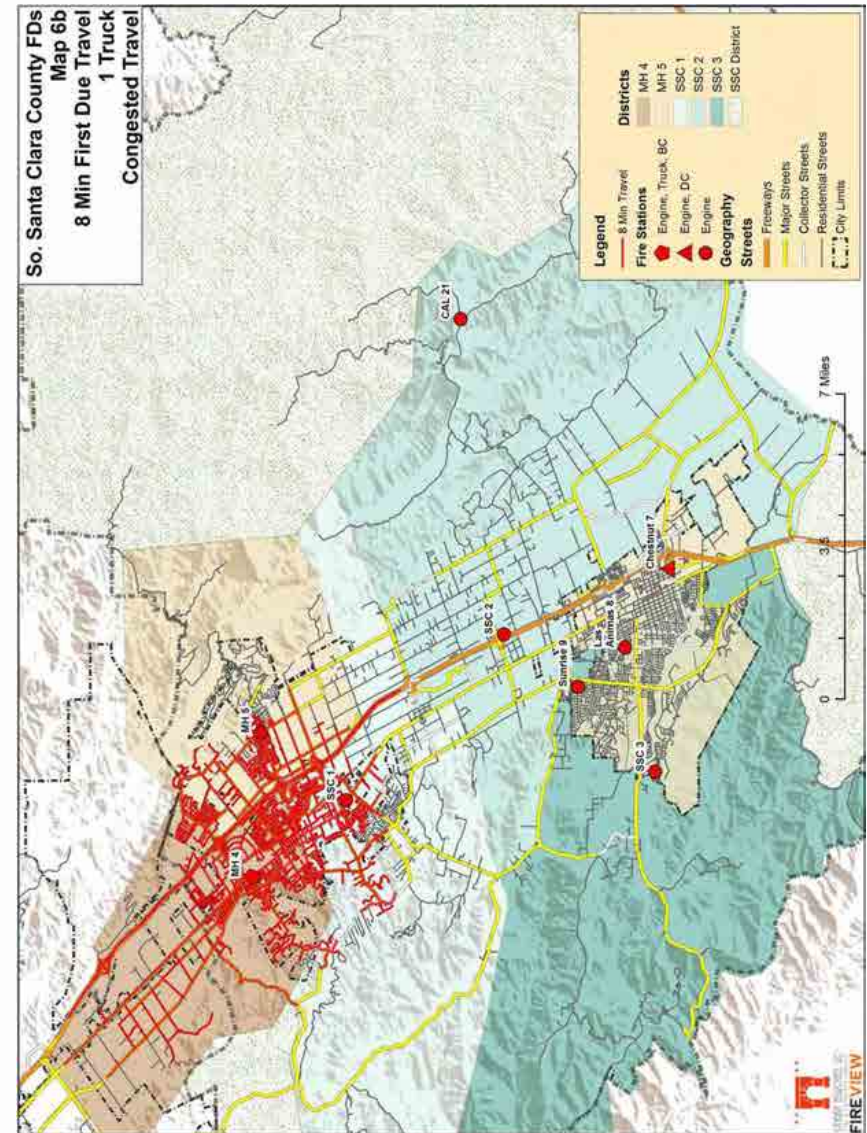 So. Santa Clara County FDs
Map 6b
8 Min First Due Travel
1 Truck
Congested Travel
CAL 21
MH 5
MH 4
SSC 1
SSC 2
Sunrise 9
Las
Animas 8
Chestnut 7
SSC 3
Legend
8 Min Travel
Fire Stations
Engine, Truck, BC
Engine, DC
Engine
Geography
Streets
Freeways
Major Streets
Collector Streets
Residential Streets
City Limits
Districts
MH 4
MH 5
SSC 1
SSC 2
SSC 3
SSC District
0
3.5
7 Miles
FIREVIEW